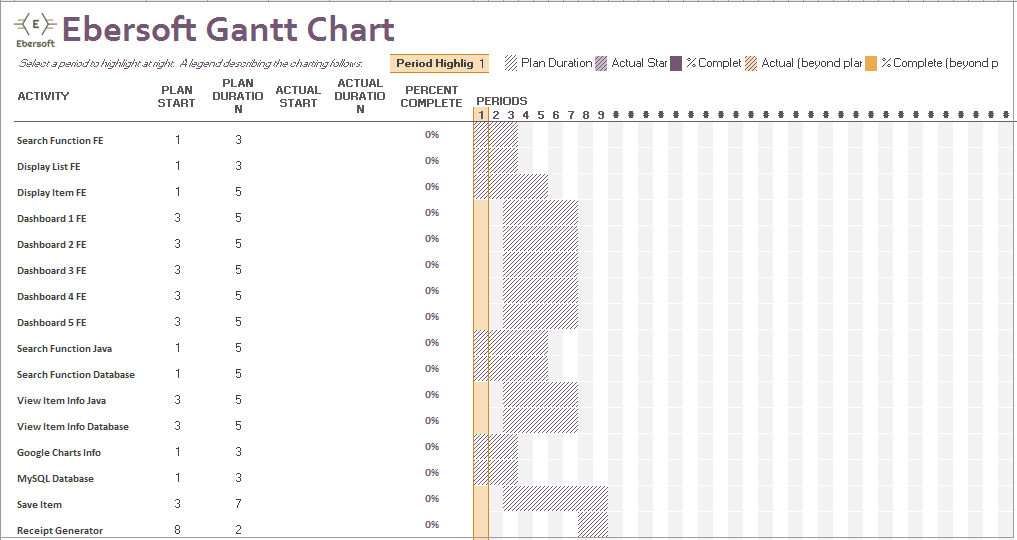 E
Ebersoft
Ebersoft Gantt Chart
Select a period to highlight at right. A legend describing the charting follows.
Period Highlig 1
Plan Duration
Actual Star
% Complet
Actual (beyond plar
% Complete (beyond p
ACTIVITY
PLAN
START
PLAN
DURATIO
N
ACTUAL
START
ACTUAL
DURATIO
N
PERCENT
COMPLETE
PERIODS
1 2 3 4 5 6 7 8 9 # # # # # # # # # # # # # # # # # # # # # # # # # # #
Search Function FE 1 3 0%
Display List FE 1 3 0%
Display Item FE 1 5 0%
Dashboard 1 FE 3 5 0%
Dashboard 2 FE 3 5 0%
Dashboard 3 FE 3 5 0%
Dashboard 4 FE 3 5 0%
Dashboard 5 FE 3 5 0%
Search Function Java 1 5 0%
Search Function Database 1 5 0%
View Item Info Java 3 5 0%
View Item Info Database 3 5 0%
Google Charts Info 1 3 0%
MySQL Database 1 3 0%
Save Item 3 7 0%
Receipt Generator 8 2 0%